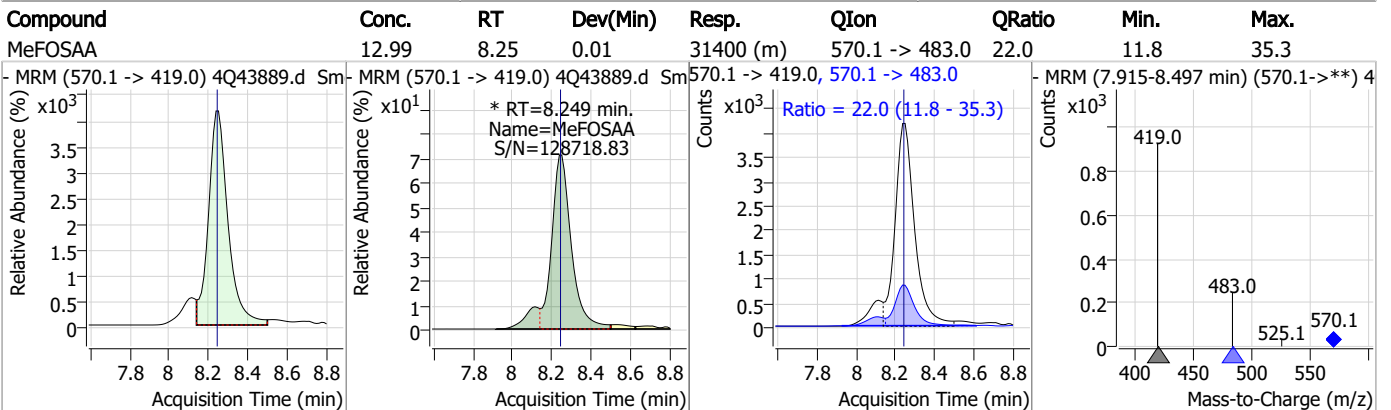 Compound Conc. RT Dev(Min) Resp. QIon QRatio Min. Max.
MeFOSAA 12.99 8.25 0.01 31400 (m) 570.1 -> 483.0 22.0 11.8 35.3
- MRM (570.1 -> 419.0) 4Q43889.d Sm
x10³
Relative Abundance (%)
3.5
3
2.5
2
1.5
1
0.5
0
7.8 8 8.2 8.4 8.6 8.8
Acquisition Time (min)
- MRM (570.1 -> 419.0) 4Q43889.d Sm
x10¹
* RT=8.249 min.
Name=MeFOSAA
S/N=128718.83
Relative Abundance (%)
7
6
5
4
3
2
1
0
7.8 8 8.2 8.4 8.6 8.8
Acquisition Time (min)
570.1 -> 419.0, 570.1 -> 483.0
x10³
Ratio = 22.0 (11.8 - 35.3)
Counts
3.5
3
2.5
2
1.5
1
0.5
0
7.8 8 8.2 8.4 8.6 8.8
Acquisition Time (min)
- MRM (7.915-8.497 min) (570.1->**) 4
x10³
Counts
0.8
0.6
0.4
0.2
0
419.0
483.0
525.1
570.1
400 450 500 550
Mass-to-Charge (m/z)